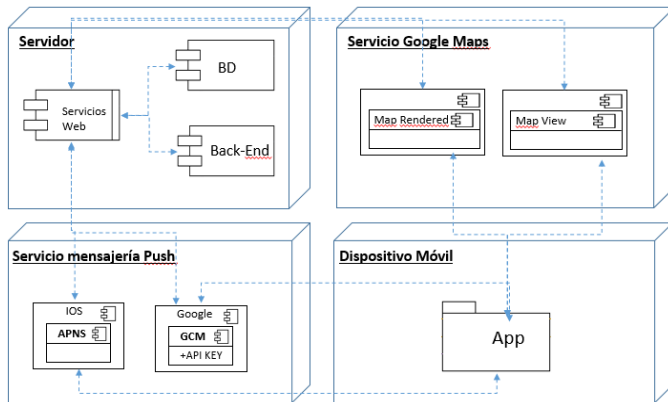 Servidor
BD
Servicios
Web
Back-End
Servicio Google Maps
Map Rendered
Map View
Servicio mensajería Push
IOS
APNS
Google
GCM
+API KEY
Dispositivo Móvil
App